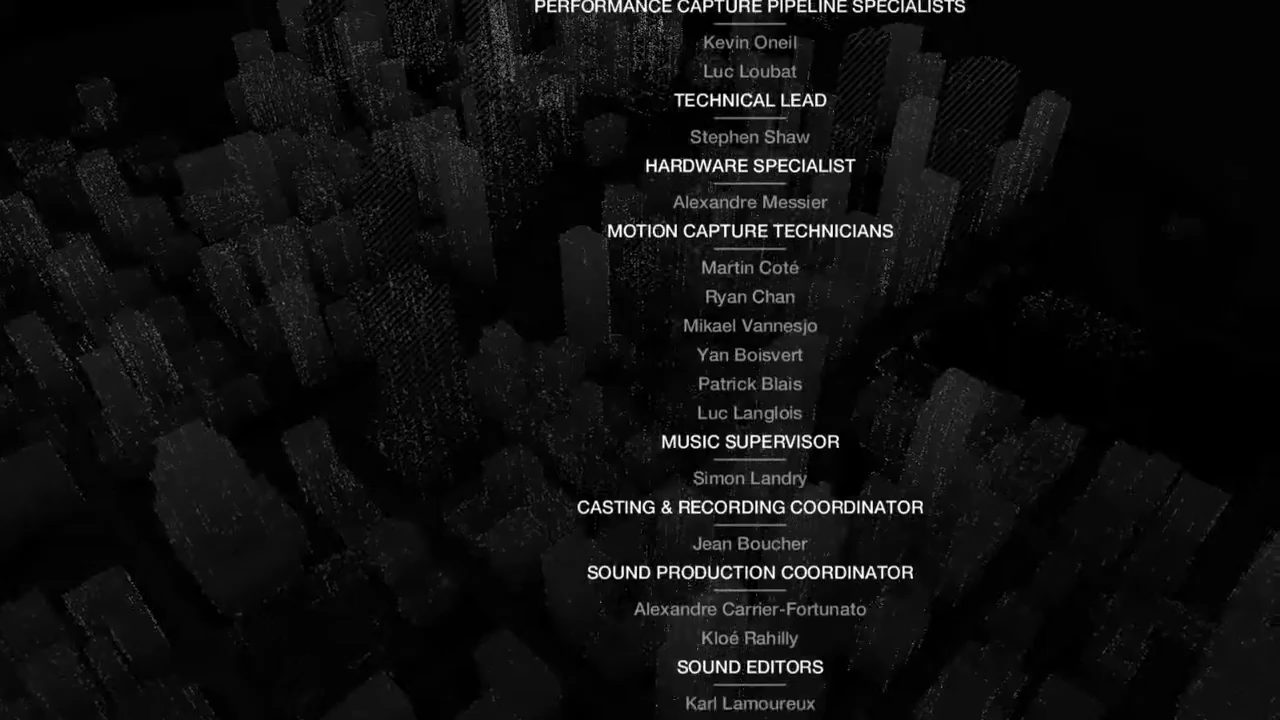 PERFORMANCE CAPTURE PIPELINE SPECIALISTS
Kevin Oneil
Luc Loubat
TECHNICAL LEAD
Stephen Shaw
HARDWARE SPECIALIST
Alexandre Messier
MOTION CAPTURE TECHNICIANS
Martin Coté
Ryan Chan
Mikael Vannesjo
Yan Boisvert
Patrick Blais
Luc Langlois
MUSIC SUPERVISOR
Simon Landry
CASTING & RECORDING COORDINATOR
Jean Boucher
SOUND PRODUCTION COORDINATOR
Alexandre Carrier-Fortunato
Kloé Rahilly
SOUND EDITORS
Karl Lamoureux